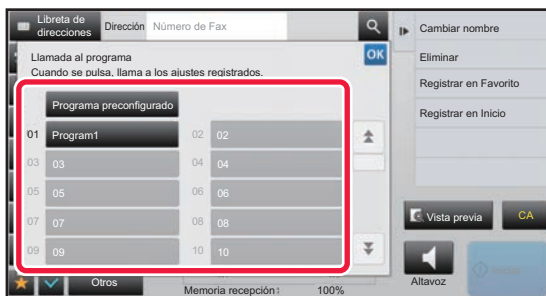 Libreta de direcciones
Dirección
Número de Fax
Llamada al programa
OK
Cuando se pulsa, llama a los ajustes registrados.
Programa preconfigurado
01 Program1
02 02
03 03
04 04
05 05
06 06
07 07
08 08
09 09
10 10
Otros
Memoria recepción: 100%
Cambiar nombre
Eliminar
Registrar en Favorito
Registrar en Inicio
Vista previa
CA
Altavoz